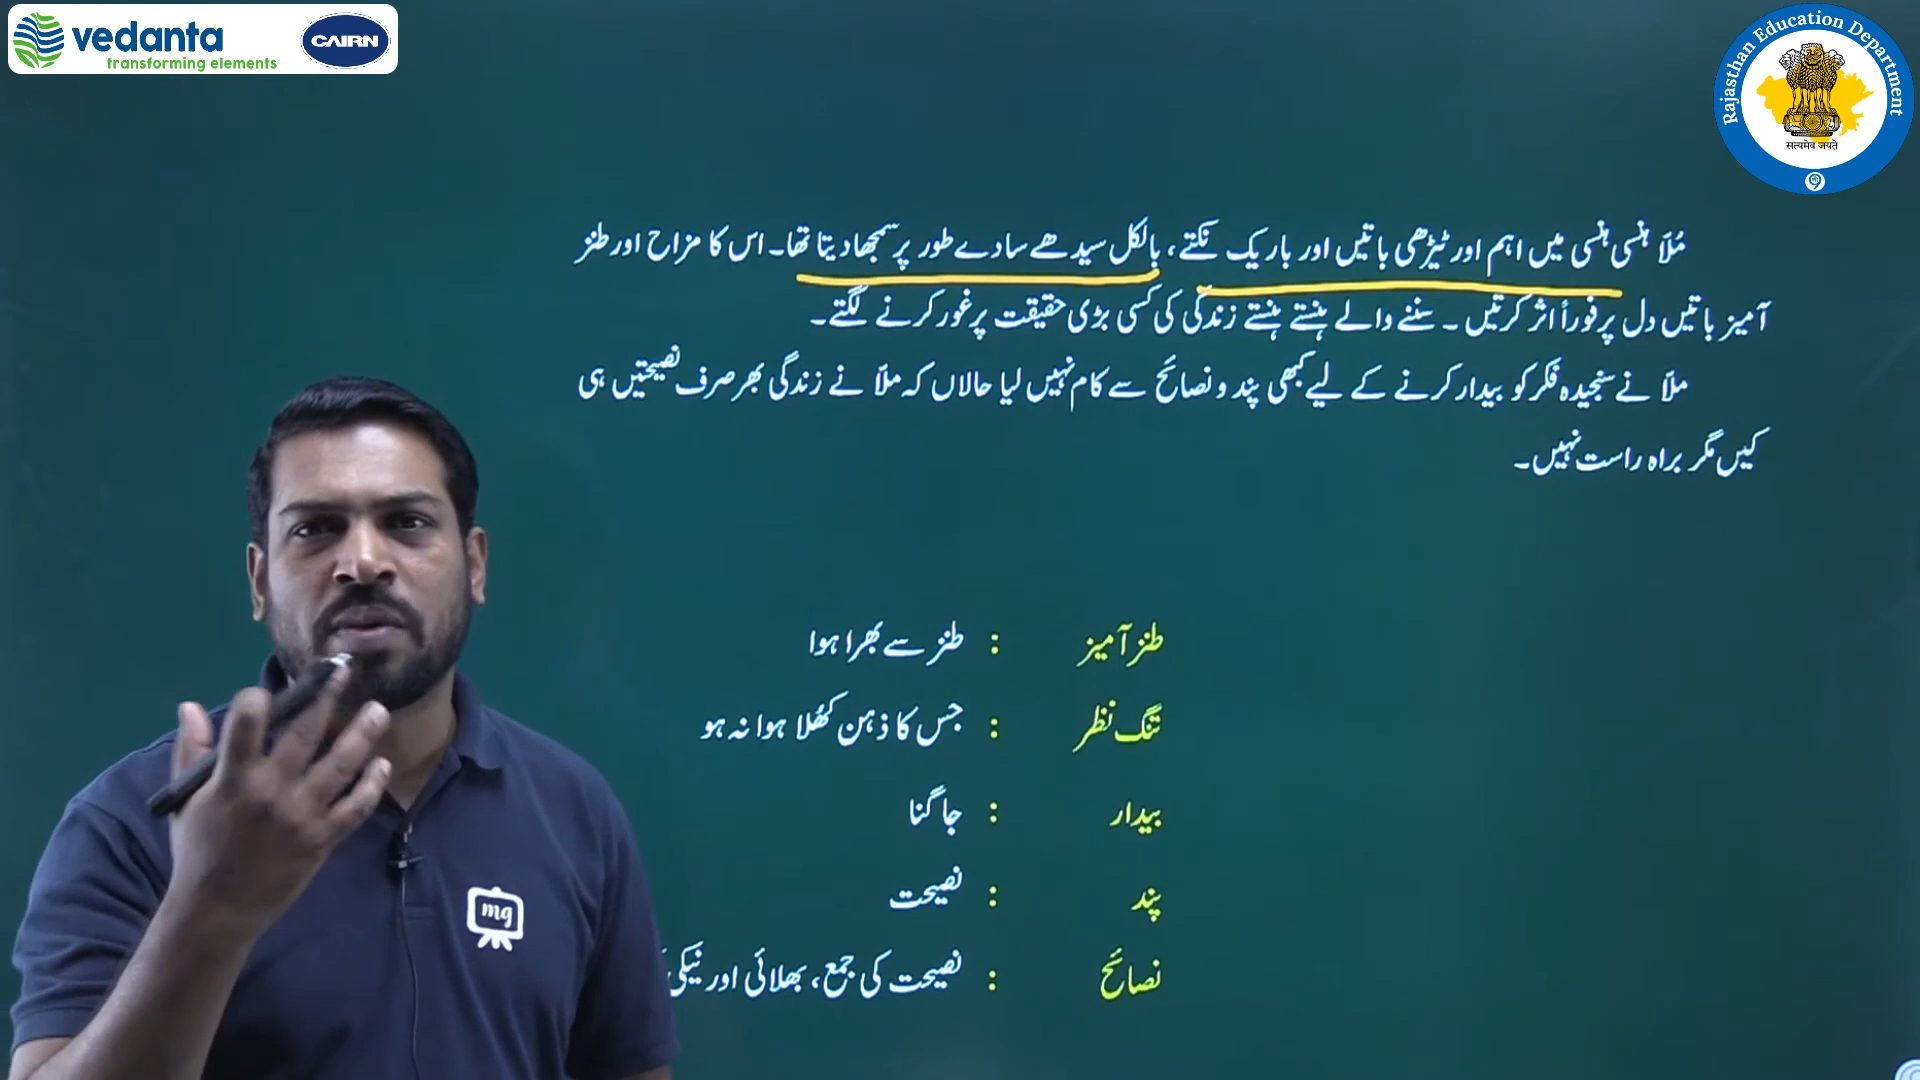 vedanta
transforming elements
CAIRN
Rajasthan Education Department
सत्यमेव जयते
مُلّا ہنسی ہنسی میں اہم اور ٹیڑھی باتیں اور باریک نکتے، بالکل سیدھے سادے طور پر سمجھا دیتا تھا۔ اس کا مزاح اور طنز
آمیز باتیں دل پر فوراً اثر کرتیں ۔ سننے والے ہنستے ہنستے زندگی کی کسی بڑی حقیقت پر غور کرنے لگتے۔
ملّا نے سنجیدہ فکر کو بیدار کرنے کے لیے کبھی پند و نصائح سے کام نہیں لیا حالاں کہ ملّا نے زندگی بھر صرف نصیحتیں ہی
کیں مگر براہ راست نہیں۔
طنز آمیز : طنز سے بھرا ہوا
تنگ نظر : جس کا ذہن کھُلا ہوا نہ ہو
بیدار : جاگنا
پند : نصیحت
نصائح : نصیحت کی جمع، بھلائی اور نیکی
mg